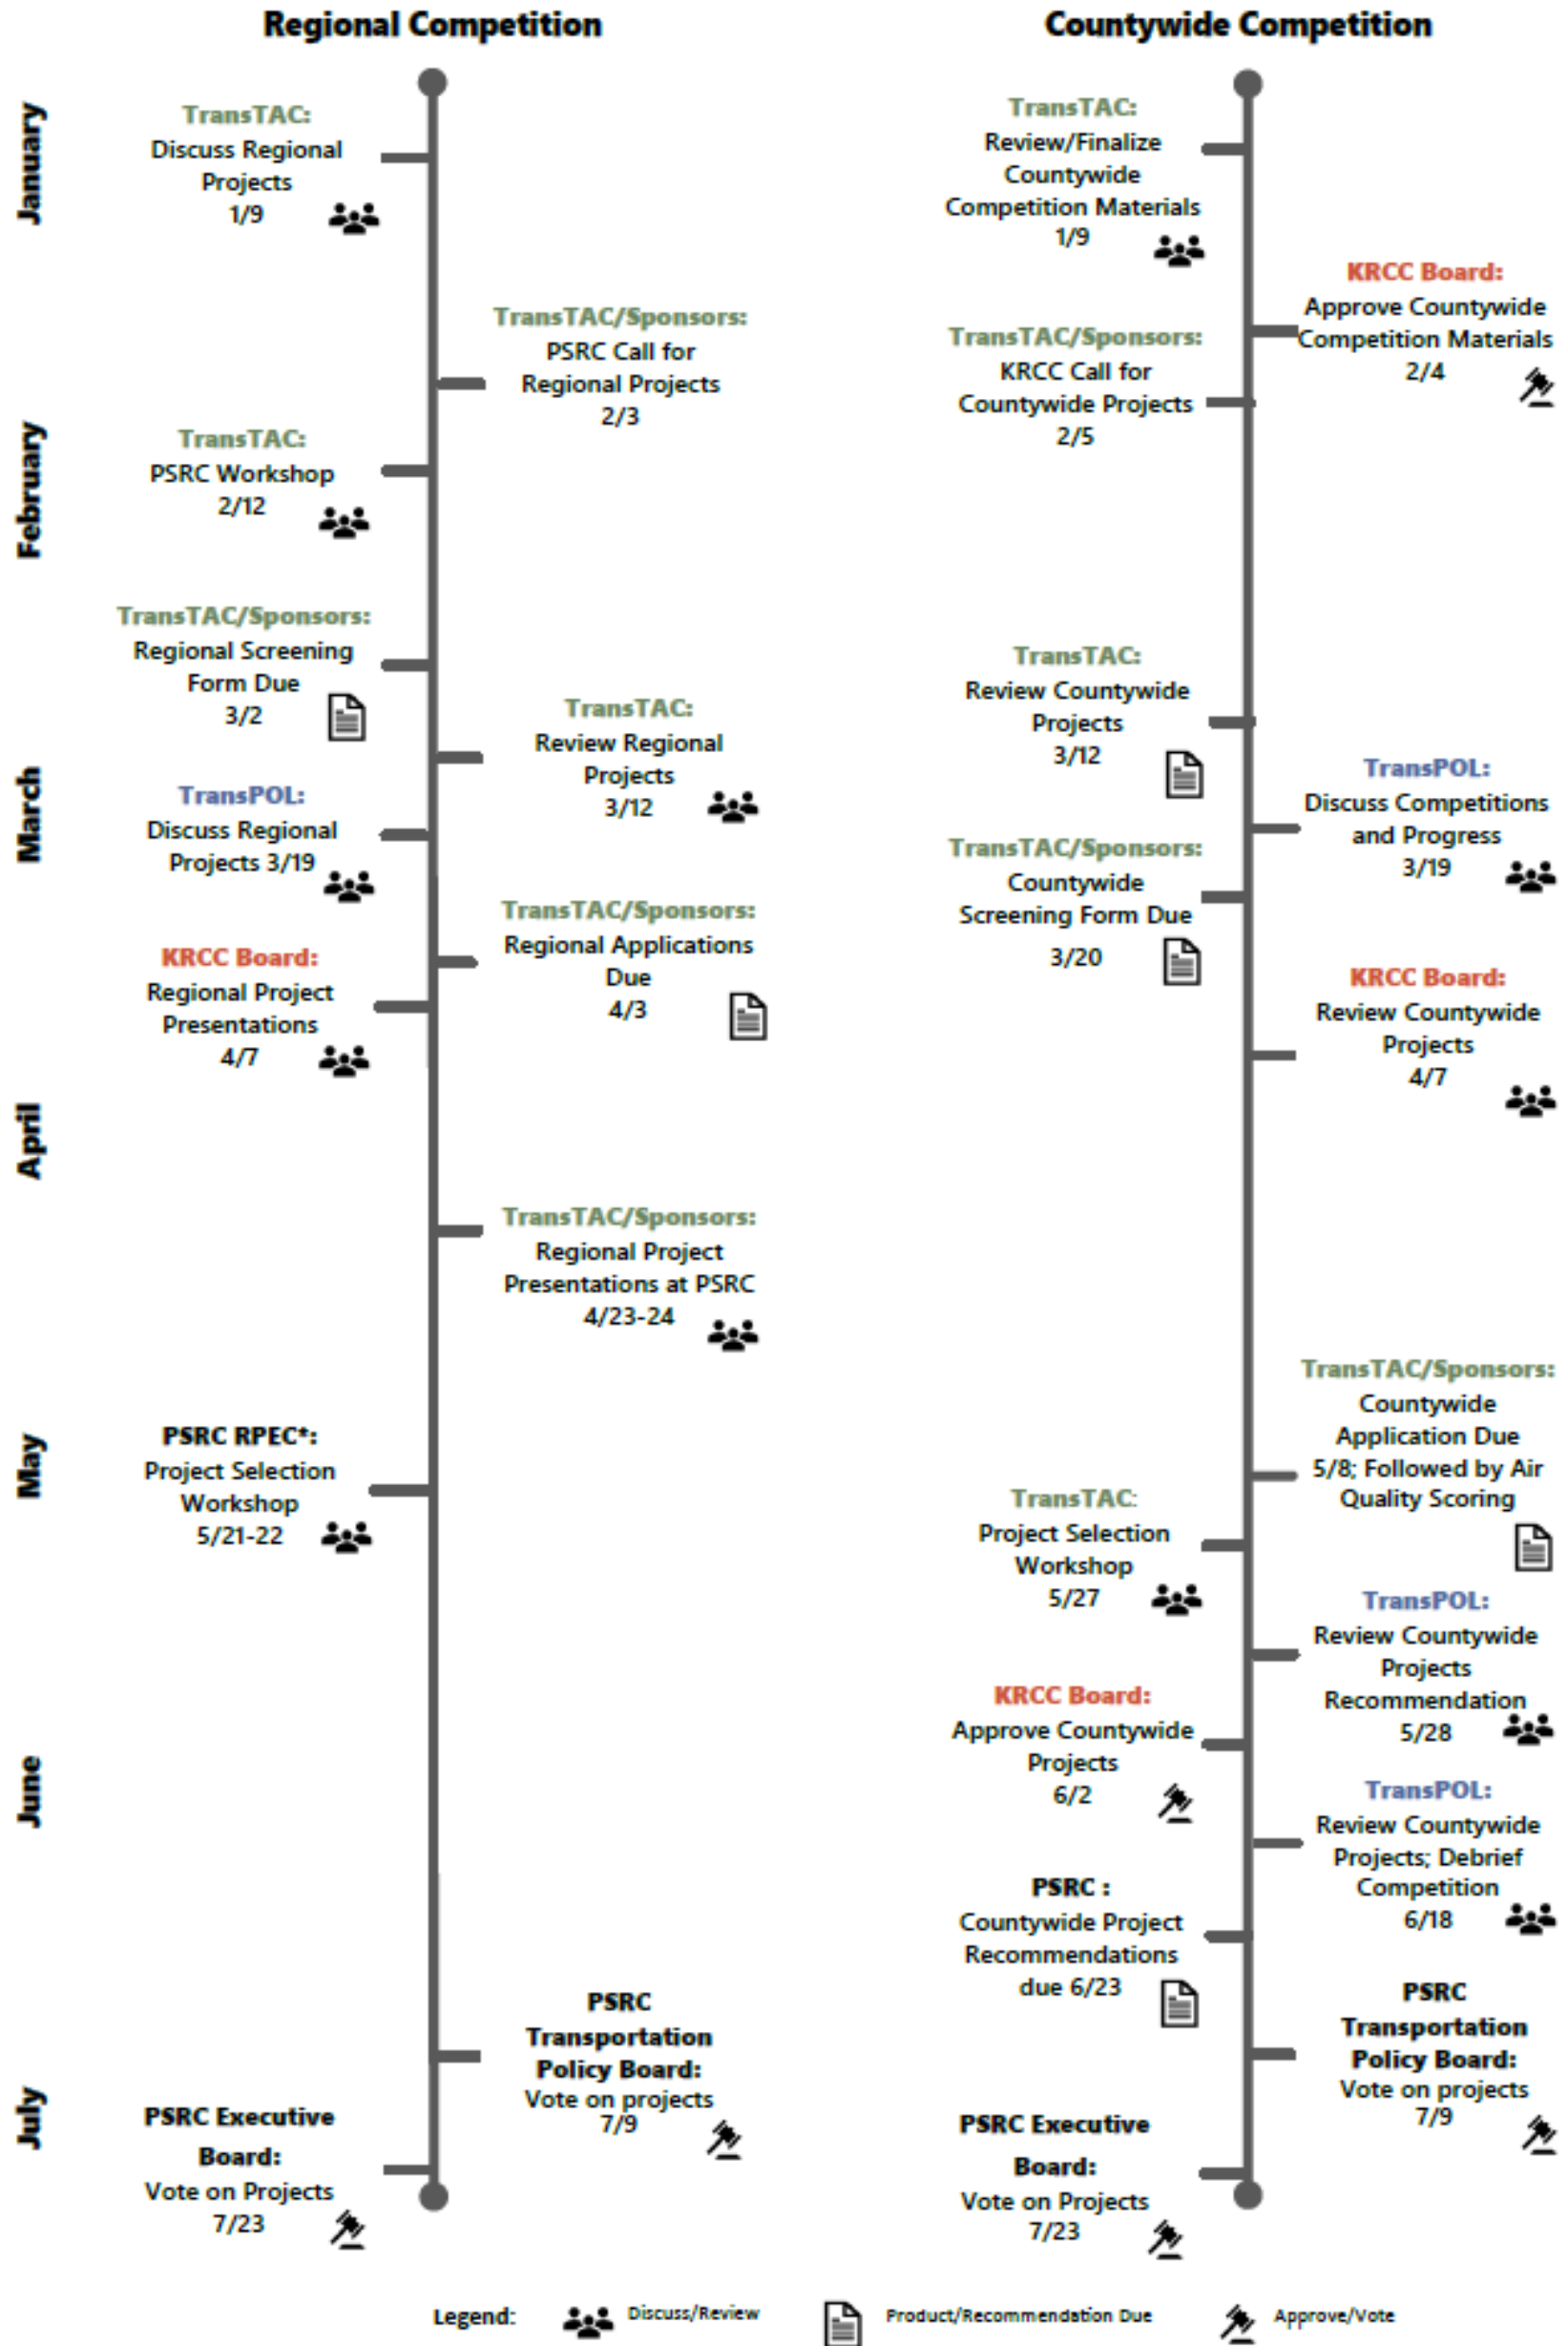 Regional Competition
Countywide Competition
January
February
March
April
May
June
July
TransTAC:
Discuss Regional
Projects
1/9
TransTAC/Sponsors:
PSRC Call for
Regional Projects
2/3
TransTAC:
PSRC Workshop
2/12
TransTAC/Sponsors:
Regional Screening
Form Due
3/2
TransTAC:
Review Regional
Projects
3/12
TransPOL:
Discuss Regional
Projects 3/19
TransTAC/Sponsors:
Regional Applications
Due
4/3
KRCC Board:
Regional Project
Presentations
4/7
TransTAC/Sponsors:
Regional Project
Presentations at PSRC
4/23-24
PSRC RPEC*:
Project Selection
Workshop
5/21-22
PSRC
Transportation
Policy Board:
Vote on projects
7/9
PSRC Executive
Board:
Vote on Projects
7/23
TransTAC:
Review/Finalize
Countywide
Competition Materials
1/9
KRCC Board:
Approve Countywide
Competition Materials
2/4
TransTAC/Sponsors:
KRCC Call for
Countywide Projects
2/5
TransTAC:
Review Countywide
Projects
3/12
TransPOL:
Discuss Competitions
and Progress
3/19
TransTAC/Sponsors:
Countywide
Screening Form Due
3/20
KRCC Board:
Review Countywide
Projects
4/7
TransTAC/Sponsors:
Countywide
Application Due
5/8; Followed by Air
Quality Scoring
TransTAC:
Project Selection
Workshop
5/27
TransPOL:
Review Countywide
Projects
Recommendation
5/28
KRCC Board:
Approve Countywide
Projects
6/2
TransPOL:
Review Countywide
Projects; Debrief
Competition
6/18
PSRC :
Countywide Project
Recommendations
due 6/23
PSRC
Transportation
Policy Board:
Vote on projects
7/9
PSRC Executive
Board:
Vote on Projects
7/23
Legend:
Discuss/Review
Product/Recommendation Due
Approve/Vote